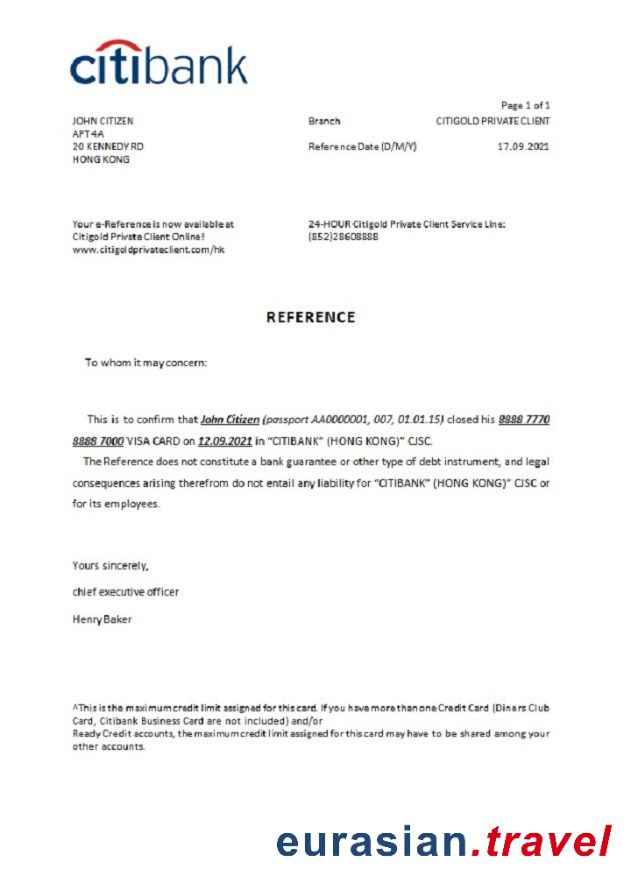 citibank
Page 1 of 1
JOHN CITIZEN Branch CITIGOLD PRIVATE CLIENT
APT 4A
20 KENNEDY RD Reference Date (D/M/Y) 17.09.2021
HONG KONG
Your e-Reference is now available at 24-HOUR Citigold Private Client Service Line:
Citigold Private Client Online! (852)28608888
www.citigoldprivateclient.com/hk
REFERENCE
To whom it may concern:
This is to confirm that John Citizen (passport AA0000001, 007, 01.01.15) closed his 8888 7770
8888 7000 VISA CARD on 12.09.2021 in "CITIBANK" (HONG KONG)" CJSC.
The Reference does not constitute a bank guarantee or other type of debt instrument, and legal
consequences arising therefrom do not entail any liability for "CITIBANK" (HONG KONG)" CJSC or
for its employees.
Yours sincerely,
chief executive officer
Henry Baker
^This is the maximum credit limit assigned for this card. If you have more than one Credit Card (Diners Club
Card, Citibank Business Card are not included) and/or
Ready Credit accounts, the maximum credit limit assigned for this card may have to be shared among your
other accounts.
eurasian.travel